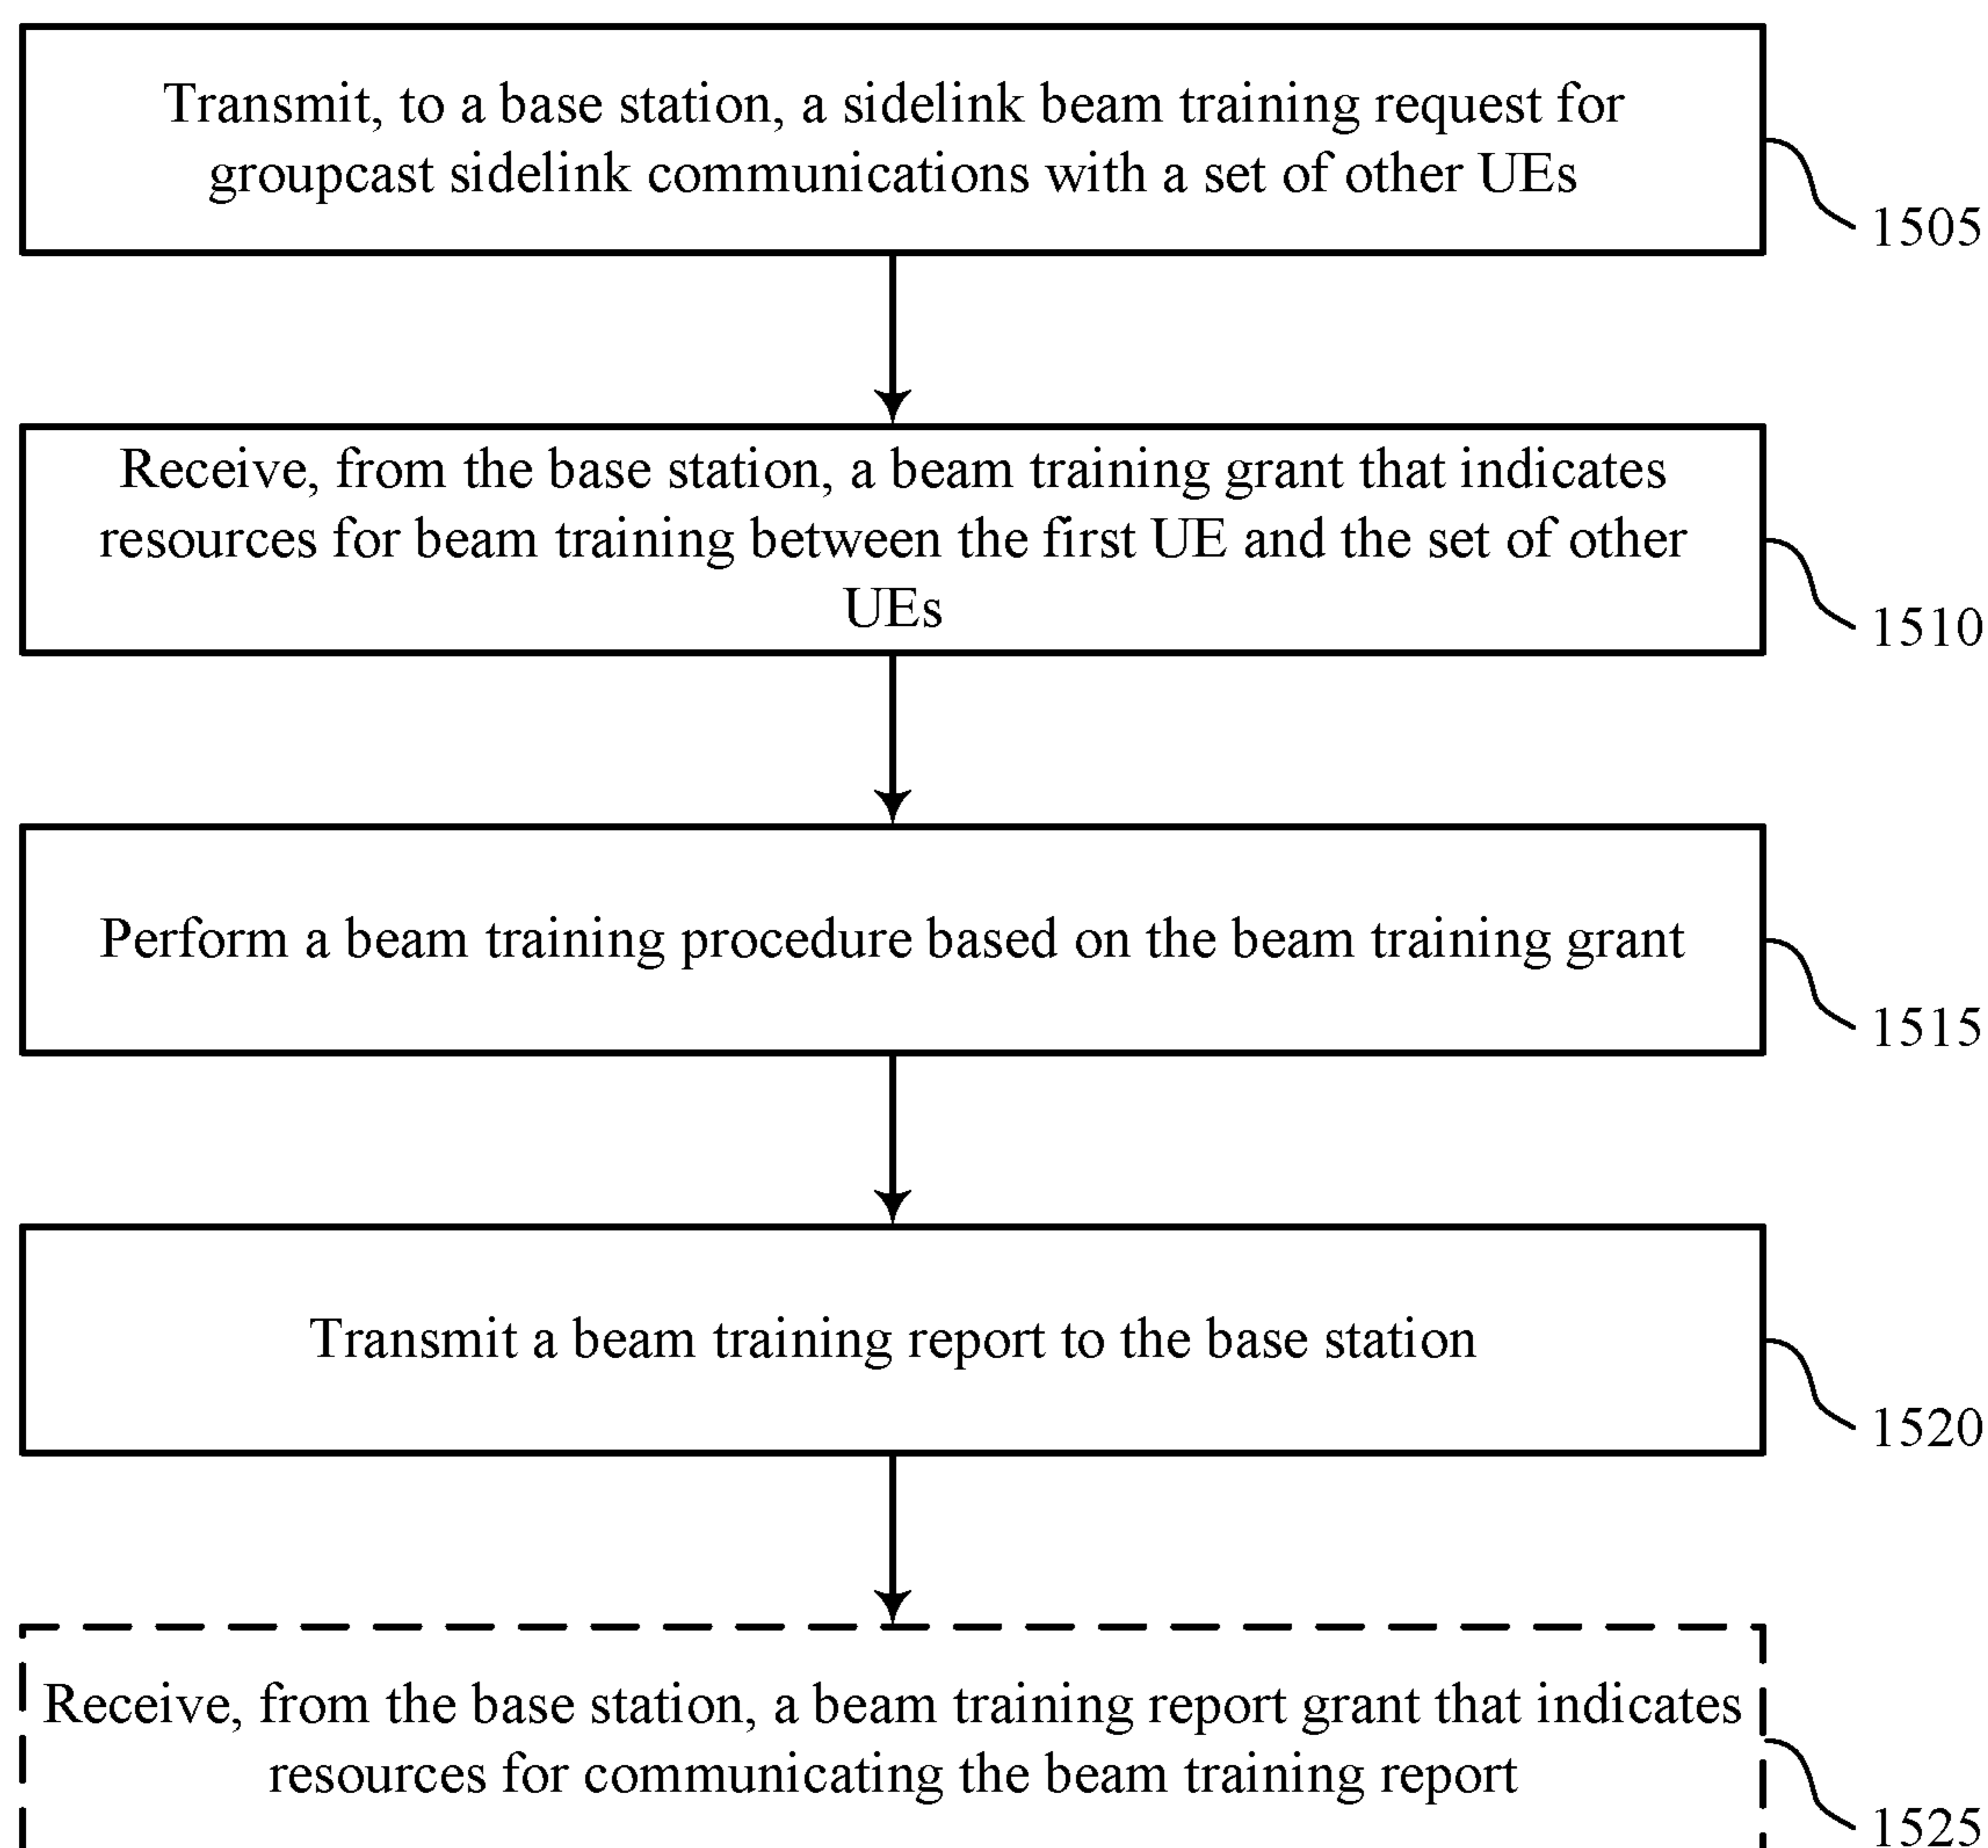 Transmit, to a base station, a sidelink beam training request for
groupcast sidelink communications with a set of other UEs
1505
Receive, from the base station, a beam training grant that indicates
resources for beam training between the first UE and the set of other
UEs
1510
Perform a beam training procedure based on the beam training grant
1515
Transmit a beam training report to the base station
1520
Receive, from the base station, a beam training report grant that indicates
resources for communicating the beam training report
1525